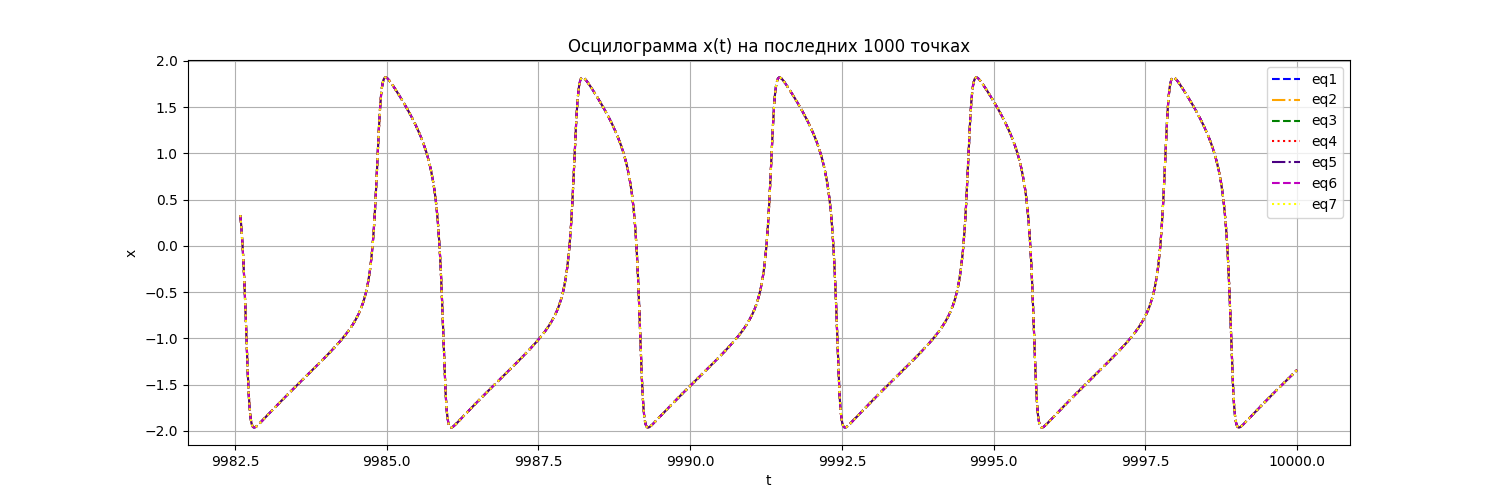 Осцилограмма x(t) на последних 1000 точках
2.0
1.5
1.0
0.5
0.0
−0.5
−1.0
−1.5
−2.0
x
eq1
eq2
eq3
eq4
eq5
eq6
eq7
9982.5 9985.0 9987.5 9990.0 9992.5 9995.0 9997.5 10000.0
t